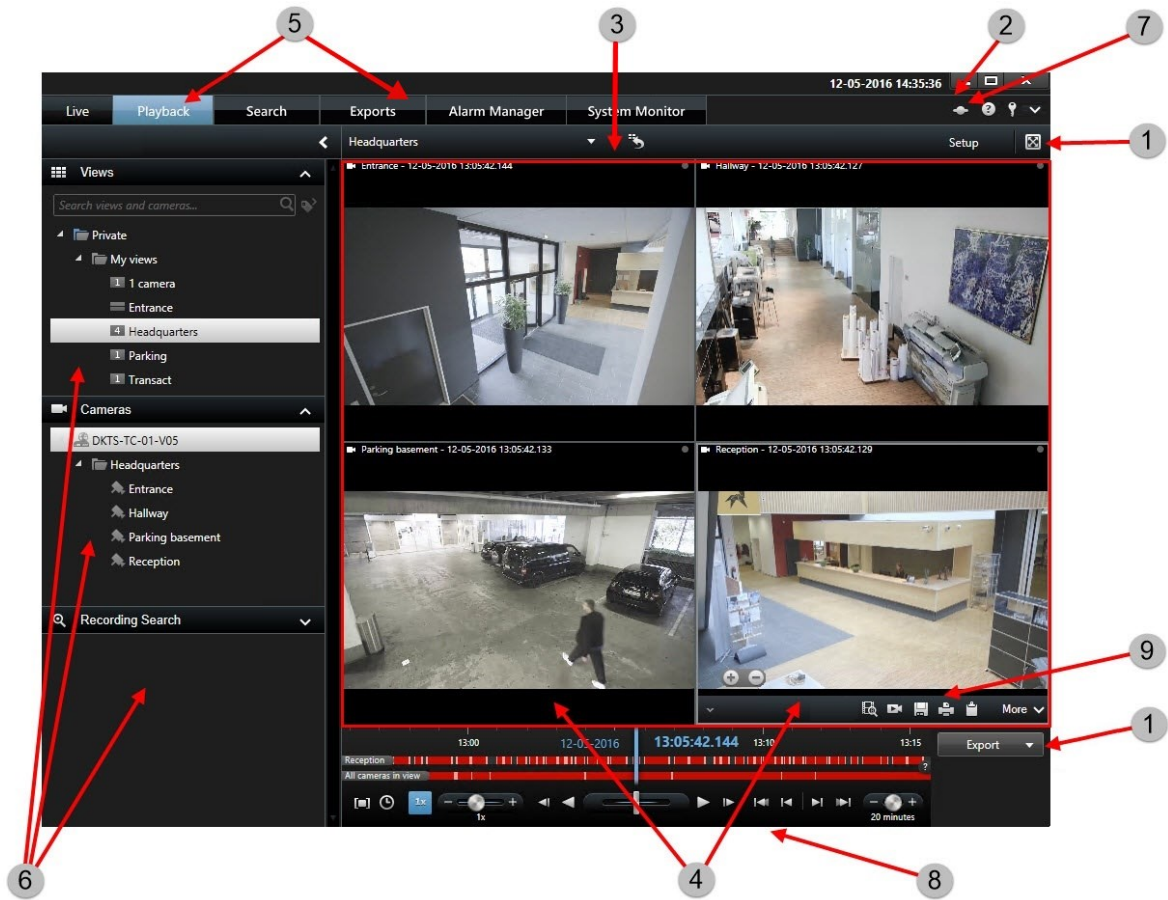 5
3
2
7
12-05-2016 14:35:36
Live Playback Search Exports Alarm Manager System Monitor
Headquarters Setup
1
Views
Search views and cameras...
Private
My views
1 1 camera
Entrance
4 Headquarters
1 Parking
1 Transact
Cameras
DKTS-TC-01-V05
Headquarters
Entrance
Hallway
Parking basement
Reception
Recording Search
Entrance - 12-05-2016 13:05:42.144
Hallway - 12-05-2016 13:05:42.127
Parking basement - 12-05-2016 13:05:42.133
Reception - 12-05-2016 13:05:42.129
9
More
13:00 12-05-2016 13:05:42.144 13:10 13:15
Export
1
Reception
?
All cameras in view
1x - + - +
1x 20 minutes
6
4
8